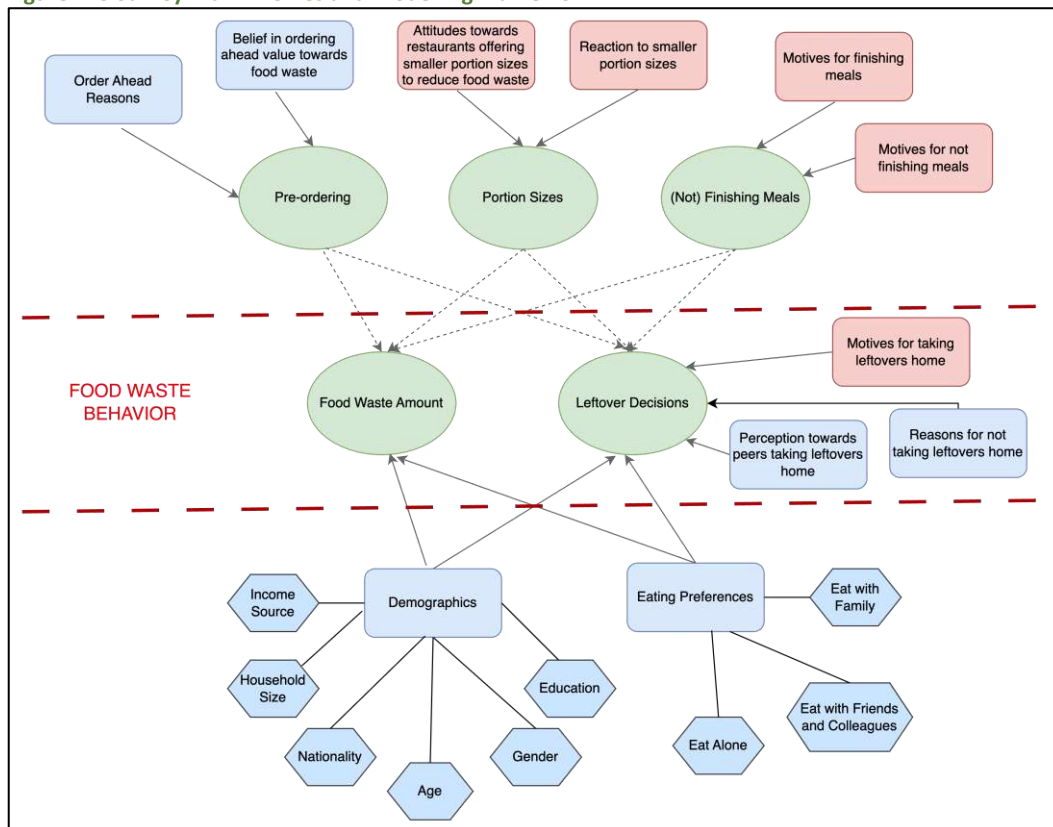 Order Ahead
Reasons
Belief in ordering
ahead value towards
food waste
Attitudes towards
restaurants offering
smaller portion sizes
to reduce food waste
Reaction to smaller
portion sizes
Motives for finishing
meals
Motives for not
finishing meals
Pre-ordering
Portion Sizes
(Not) Finishing Meals
FOOD WASTE
BEHAVIOR
Food Waste Amount
Leftover Decisions
Motives for taking
leftovers home
Perception towards
peers taking leftovers
home
Reasons for not
taking leftovers home
Income
Source
Demographics
Eating Preferences
Eat with
Family
Household
Size
Education
Nationality
Age
Gender
Eat Alone
Eat with Friends
and Colleagues